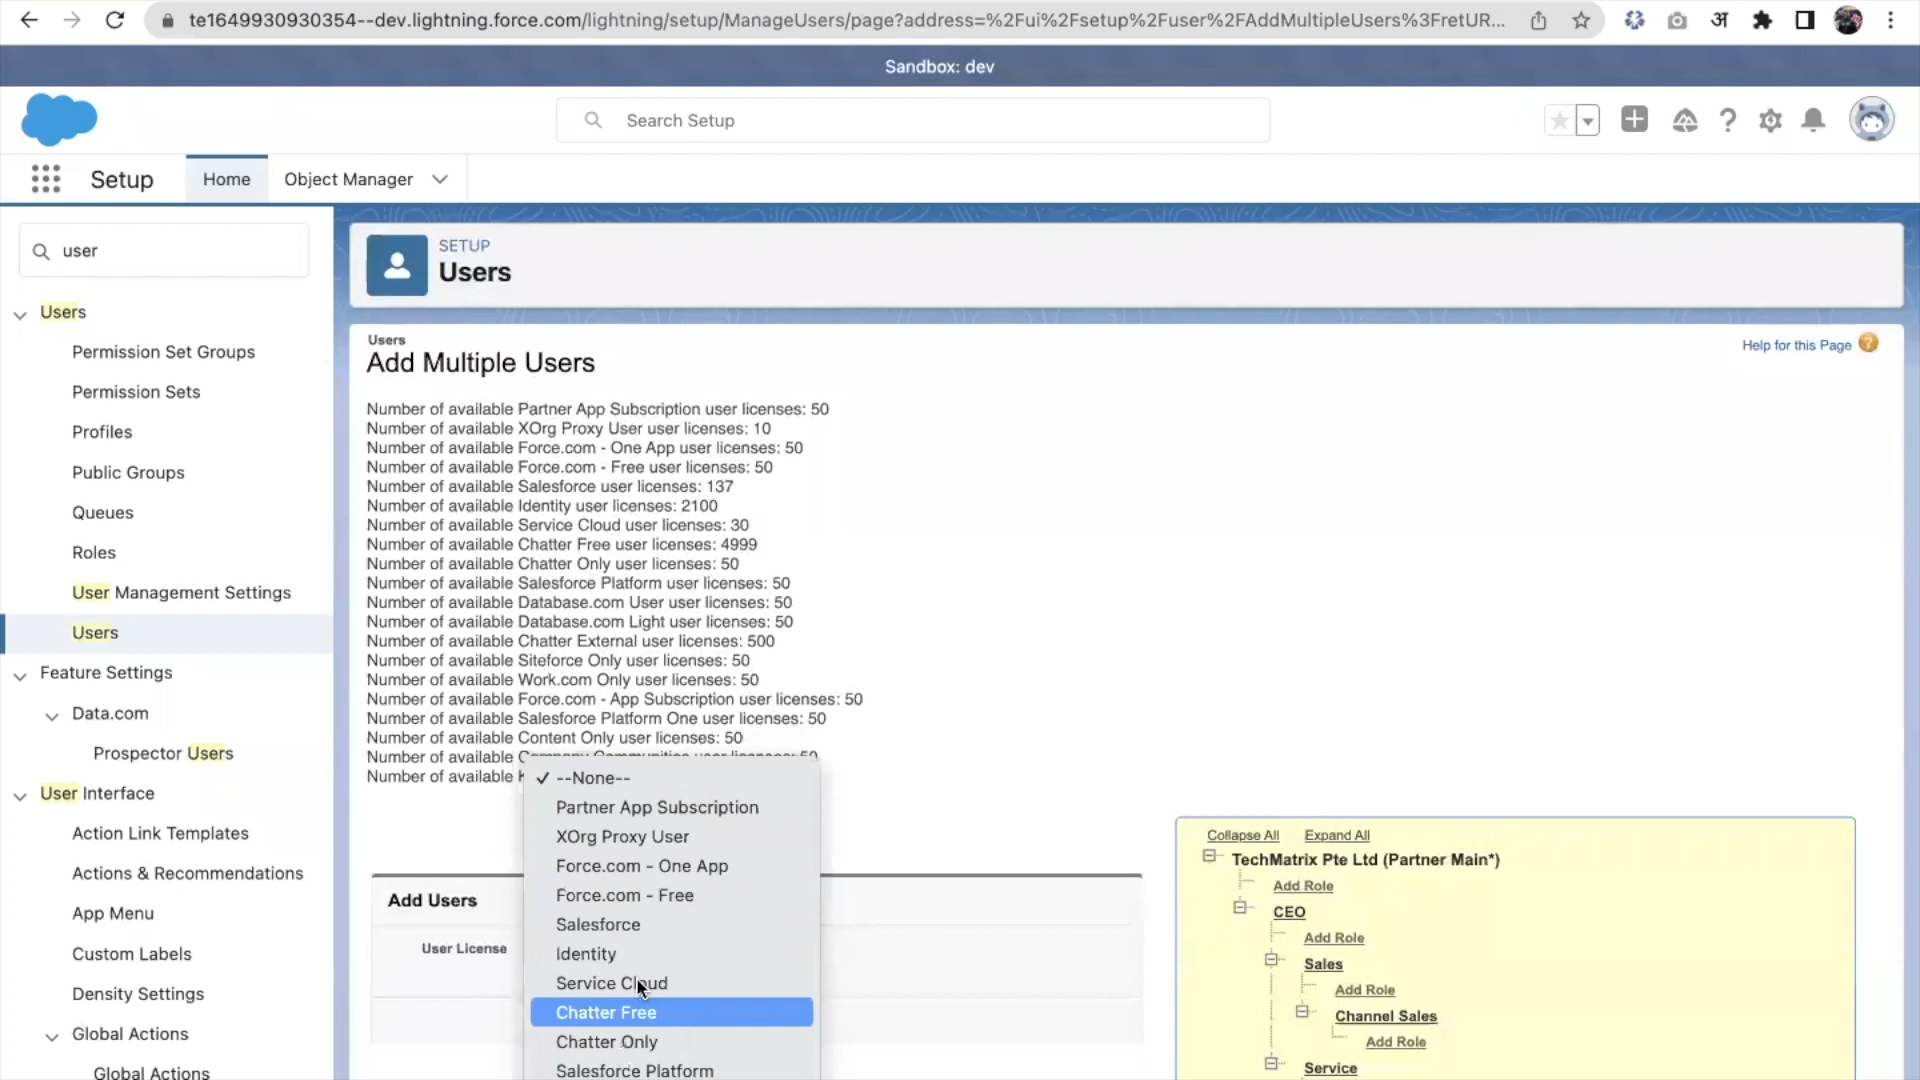 te1649930930354--dev.lightning.force.com/lightning/setup/ManageUsers/page?address=%2Fui%2Fsetup%2Fuser%2FAddMultipleUsers%3FretUR...
अ
Sandbox: dev
Search Setup
Setup
Home
Object Manager
user
Users
Permission Set Groups
Permission Sets
Profiles
Public Groups
Queues
Roles
User Management Settings
Users
Feature Settings
Data.com
Prospector Users
User Interface
Action Link Templates
Actions & Recommendations
App Menu
Custom Labels
Density Settings
Global Actions
Global Actions
SETUP
Users
Users
Add Multiple Users
Help for this Page
Number of available Partner App Subscription user licenses: 50
Number of available XOrg Proxy User user licenses: 10
Number of available Force.com - One App user licenses: 50
Number of available Force.com - Free user licenses: 50
Number of available Salesforce user licenses: 137
Number of available Identity user licenses: 2100
Number of available Service Cloud user licenses: 30
Number of available Chatter Free user licenses: 4999
Number of available Chatter Only user licenses: 50
Number of available Salesforce Platform user licenses: 50
Number of available Database.com User user licenses: 50
Number of available Database.com Light user licenses: 50
Number of available Chatter External user licenses: 500
Number of available Siteforce Only user licenses: 50
Number of available Work.com Only user licenses: 50
Number of available Force.com - App Subscription user licenses: 50
Number of available Salesforce Platform One user licenses: 50
Number of available Content Only user licenses: 50
Number of available Company Communities user licenses: 50
Number of available
Add Users
User License
--None--
Partner App Subscription
XOrg Proxy User
Force.com - One App
Force.com - Free
Salesforce
Identity
Service Cloud
Chatter Free
Chatter Only
Salesforce Platform
Collapse All Expand All
TechMatrix Pte Ltd (Partner Main*)
Add Role
CEO
Add Role
Sales
Add Role
Channel Sales
Add Role
Service